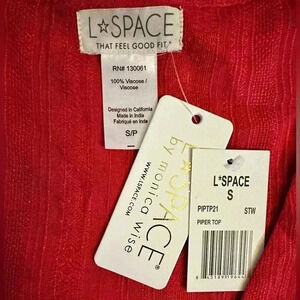 L★SPACE
THAT FEEL GOOD FIT.®
RN# 130061
100% Viscose /
Viscose
Designed in California
Made in India
Fabriqué en Inde
S/P
L★SPACE®
by monica wise
WWW.LSPACE.COM
L*SPACE
S
PIPTP21
STW
PIPER TOP